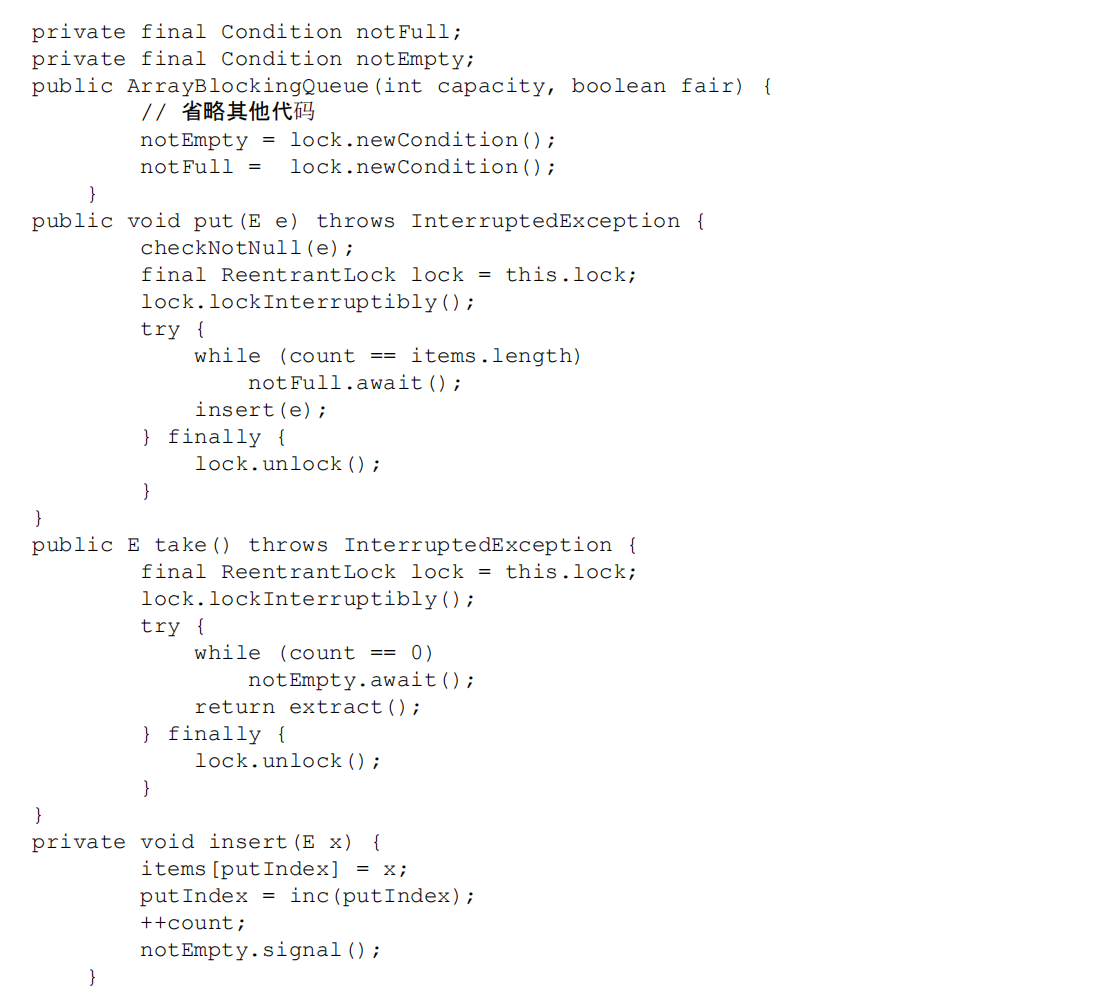 private final Condition notFull;
private final Condition notEmpty;
public ArrayBlockingQueue(int capacity, boolean fair) {
        // 省略其他代码
        notEmpty = lock.newCondition();
        notFull =  lock.newCondition();
    }
public void put(E e) throws InterruptedException {
        checkNotNull(e);
        final ReentrantLock lock = this.lock;
        lock.lockInterruptibly();
        try {
            while (count == items.length)
                notFull.await();
            insert(e);
        } finally {
            lock.unlock();
        }
}
public E take() throws InterruptedException {
        final ReentrantLock lock = this.lock;
        lock.lockInterruptibly();
        try {
            while (count == 0)
                notEmpty.await();
            return extract();
        } finally {
            lock.unlock();
        }
}
private void insert(E x) {
        items[putIndex] = x;
        putIndex = inc(putIndex);
        ++count;
        notEmpty.signal();
    }